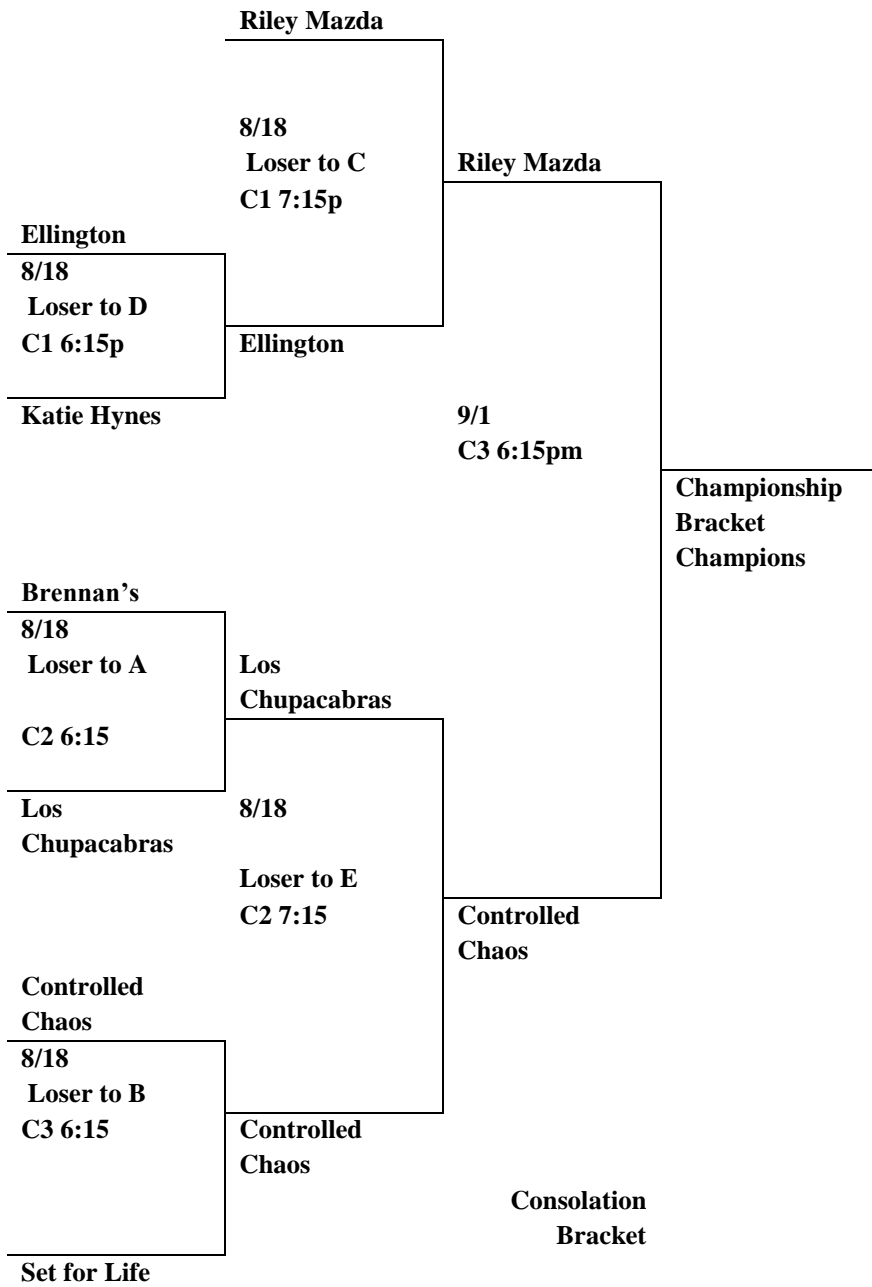 Riley Mazda
8/18
Loser to C
C1 7:15p
Riley Mazda
Ellington
8/18
Loser to D
C1 6:15p
Ellington
Katie Hynes
9/1
C3 6:15pm
Championship
Bracket
Champions
Brennan’s
8/18
Loser to A
C2 6:15
Los
Chupacabras
Los
Chupacabras
8/18
Loser to E
C2 7:15
Controlled
Chaos
Controlled
Chaos
8/18
Loser to B
C3 6:15
Controlled
Chaos
Consolation
Bracket
Set for Life